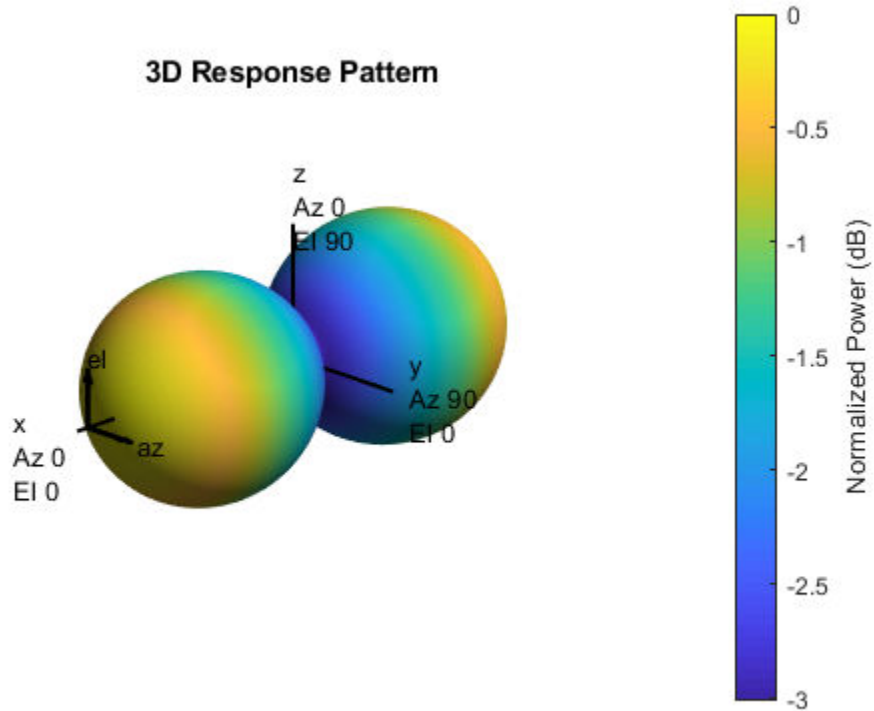 3D Response Pattern
z
Az 0
El 90
y
Az 90
El 0
el
az
x
Az 0
El 0
0
-0.5
-1
-1.5
-2
-2.5
-3
Normalized Power (dB)